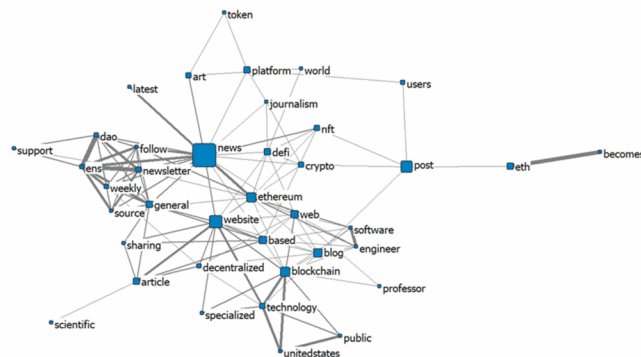 token
art
platform
world
users
latest
journalism
nft
dao
support
follow
news
defi
ens
newsletter
crypto
post
eth
becomes
weekly
ethereum
source
general
website
web
software
sharing
based
engineer
blog
decentralized
blockchain
article
professor
specialized
technology
scientific
public
unitedstates